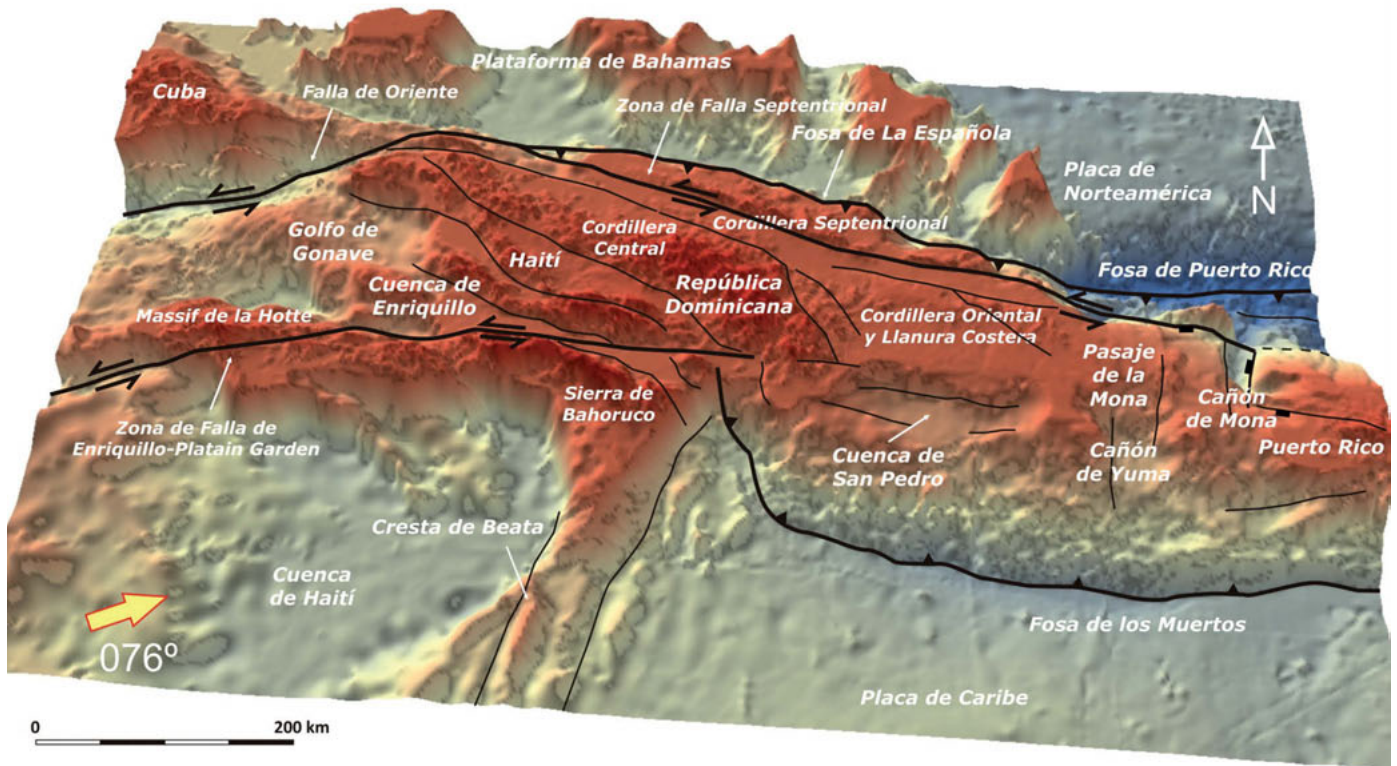 Plataforma de Bahamas
Cuba
Falla de Oriente
Zona de Falla Septentrional
Fosa de La Española
Placa de
Norteamérica
N
Golfo de
Gonave
Cordillera
Central
Cordillera Septentrional
Haití
Fosa de Puerto Rico
Cuenca de
Enriquillo
República
Dominicana
Massif de la Hotte
Cordillera Oriental
y Llanura Costera
Pasaje
de la
Mona
Sierra de
Bahoruco
Cañón
de Mona
Zona de Falla de
Enriquillo-Platain Garden
Cuenca de
San Pedro
Cañón
de Yuma
Puerto Rico
Cresta de Beata
Cuenca
de Haití
076º
Fosa de los Muertos
Placa de Caribe
0 200 km